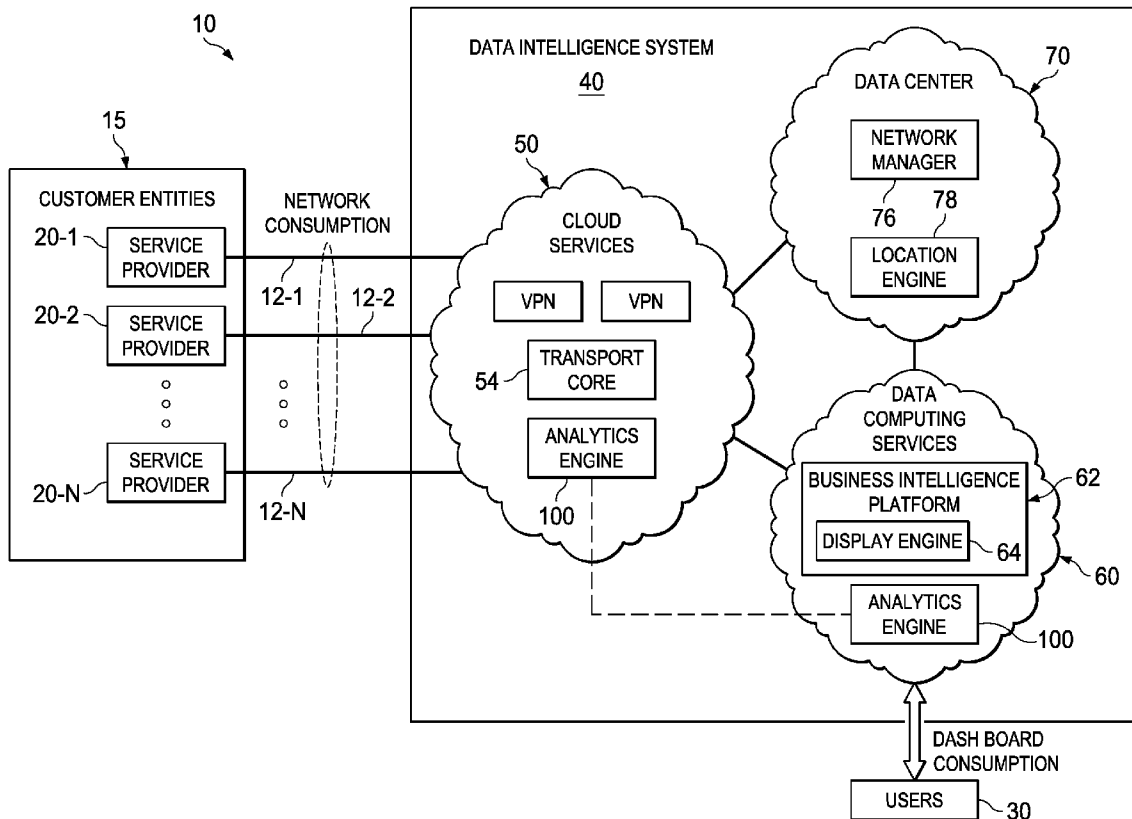 10
15
CUSTOMER ENTITIES
20-1
SERVICE
PROVIDER
20-2
SERVICE
PROVIDER
20-N
SERVICE
PROVIDER
NETWORK
CONSUMPTION
12-1
12-2
12-N
DATA INTELLIGENCE SYSTEM
40
50
CLOUD
SERVICES
VPN
VPN
54
TRANSPORT
CORE
ANALYTICS
ENGINE
100
70
DATA CENTER
NETWORK
MANAGER
76
78
LOCATION
ENGINE
DATA
COMPUTING
SERVICES
BUSINESS INTELLIGENCE
PLATFORM
62
DISPLAY ENGINE
64
60
ANALYTICS
ENGINE
100
DASH BOARD
CONSUMPTION
USERS
30